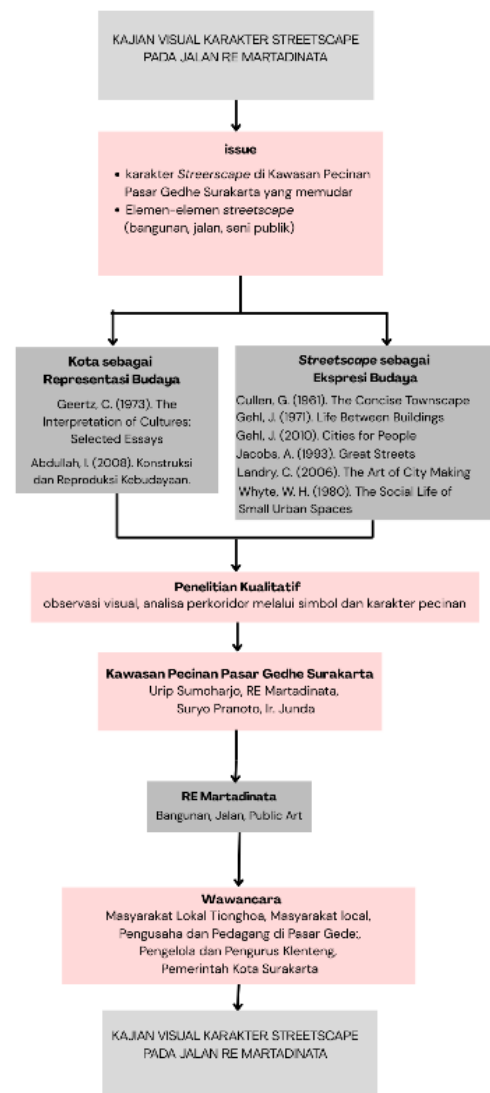 KAJIAN VISUAL KARAKTER STREETSCAPE
PADA JALAN RE MARTADINATA
issue
• karakter Streerscape di Kawasan Pecinan
Pasar Gedhe Surakarta yang memudar
• Elemen-elemen streetscape
(bangunan, jalan, seni publik)
Kota sebagai
Representasi Budaya
Geertz, C. (1973). The
Interpretation of Cultures:
Selected Essays
Abdullah, I. (2008). Konstruksi
dan Reproduksi Kebudayaan.
Streetscape sebagai
Ekspresi Budaya
Cullen, G. (1961). The Concise Townscape
Gehl, J. (1971). Life Between Buildings
Gehl, J. (2010). Cities for People
Jacobs, A. (1993). Great Streets
Landry, C. (2006). The Art of City Making
Whyte, W. H. (1980). The Social Life of
Small Urban Spaces
Penelitian Kualitatif
observasi visual, analisa perkoridor melalui simbol dan karakter pecinan
Kawasan Pecinan Pasar Gedhe Surakarta
Urip Sumoharjo, RE Martadinata,
Suryo Pranoto, Ir. Junda
RE Martadinata
Bangunan, Jalan, Public Art
Wawancara
Masyarakat Lokal Tionghoa, Masyarakat local,
Pengusaha dan Pedagang di Pasar Gede:,
Pengelola dan Pengurus Klenteng,
Pemerintah Kota Surakarta
KAJIAN VISUAL KARAKTER STREETSCAPE
PADA JALAN RE MARTADINATA